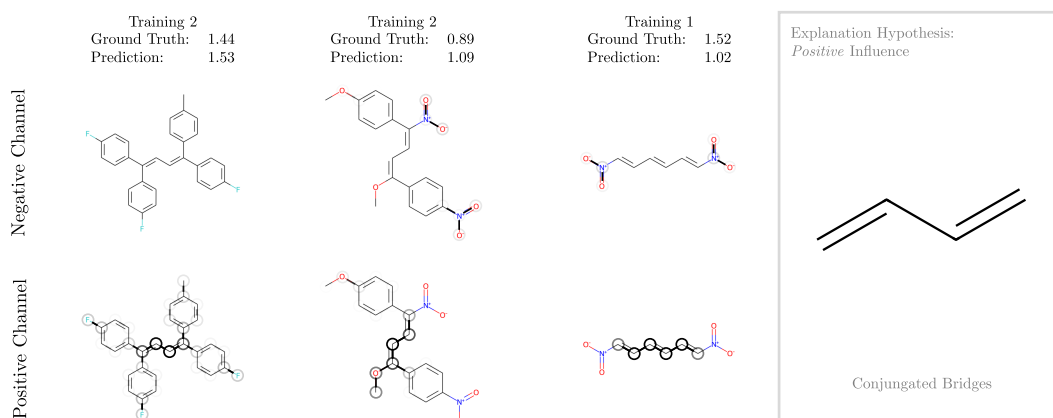 Training 2
Ground Truth: 1.44
Prediction: 1.53
Training 2
Ground Truth: 0.89
Prediction: 1.09
Training 1
Ground Truth: 1.52
Prediction: 1.02
Explanation Hypothesis:
Positive Influence
Negative Channel
F
F
F
O
N⁺
O⁻
O
N⁺
O
O⁻
O⁻
N⁺
O
N⁺
O
O⁻
Positive Channel
F
F
F
O
O
N⁺
O⁻
O
N⁺
O
O⁻
N⁺
O
N⁺
O
O⁻
Conjungated Bridges